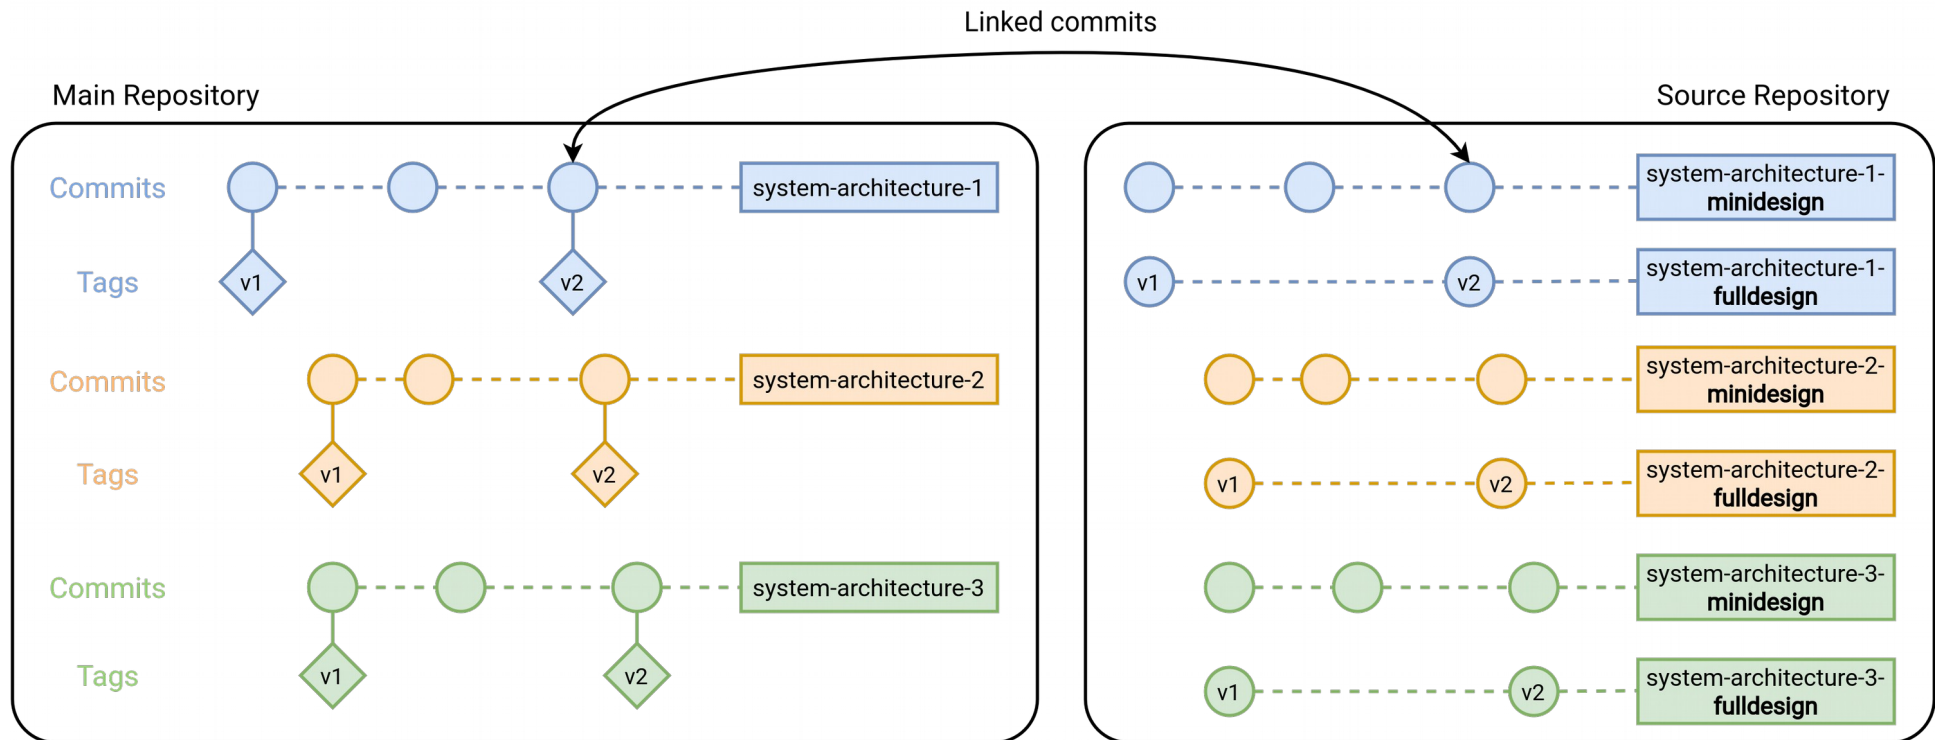 Linked commits
Main Repository
Source Repository
Commits
system-architecture-1
Tags
v1
v2
Commits
system-architecture-2
Tags
v1
v2
Commits
system-architecture-3
Tags
v1
v2
system-architecture-1-
minidesign
v1
v2
system-architecture-1-
fulldesign
system-architecture-2-
minidesign
v1
v2
system-architecture-2-
fulldesign
system-architecture-3-
minidesign
v1
v2
system-architecture-3-
fulldesign